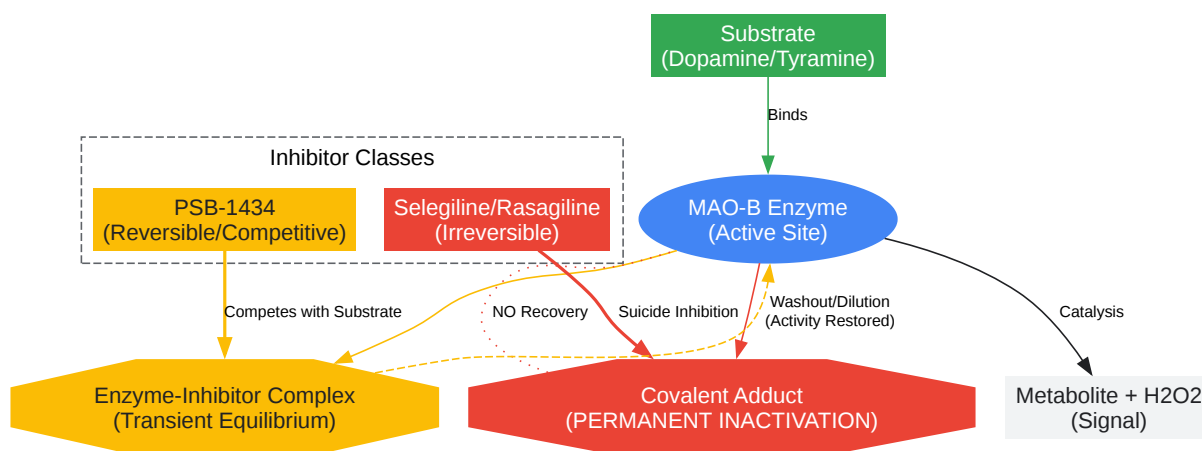 Substrate
(Dopamine/Tyramine)
Binds
Inhibitor Classes
PSB-1434
(Reversible/Competitive)
Selegiline/Rasagiline
(Irreversible)
MAO-B Enzyme
(Active Site)
Competes with Substrate
NO Recovery
Suicide Inhibition
Washout/Dilution
(Activity Restored)
Catalysis
Enzyme-Inhibitor Complex
(Transient Equilibrium)
Covalent Adduct
(PERMANENT INACTIVATION)
Metabolite + H2O2
(Signal)